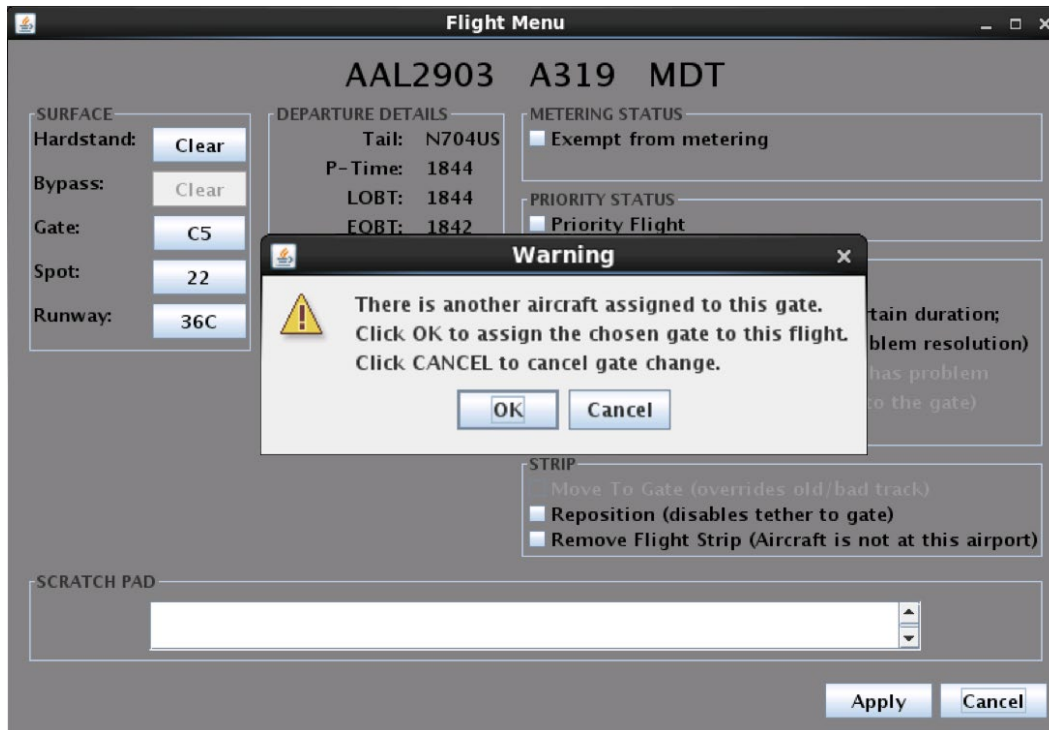 Flight Menu
AAL2903 A319 MDT
SURFACE
Hardstand: Clear
Bypass: Clear
Gate: C5
Spot: 22
Runway: 36C
DEPARTURE DETAILS
Tail: N704US
P-Time: 1844
LOBT: 1844
EOBT: 1842
METERING STATUS
Exempt from metering
PRIORITY STATUS
Priority Flight
Warning
There is another aircraft assigned to this gate.
Click OK to assign the chosen gate to this flight.
Click CANCEL to cancel gate change.
OK Cancel
duration;
resolution)
has problem
to the gate)
STRIP
Move To Gate (overrides old/bad track)
Reposition (disables tether to gate)
Remove Flight Strip (Aircraft is not at this airport)
SCRATCH PAD
Apply Cancel